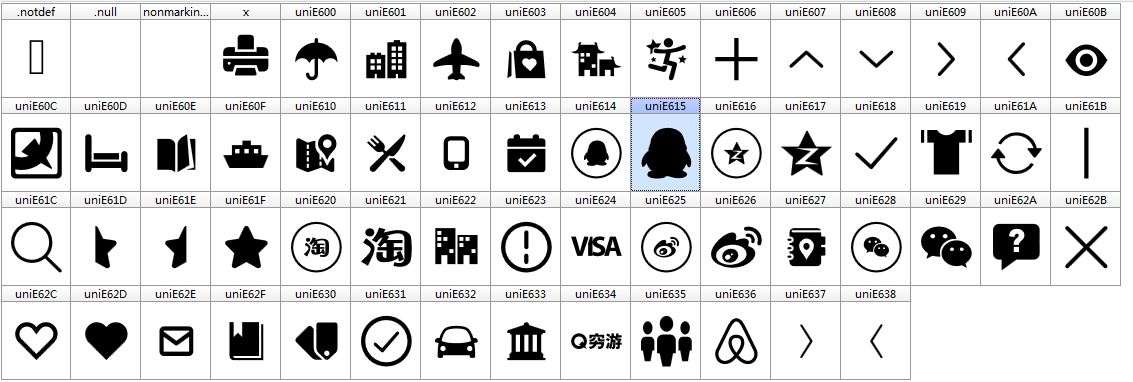 .notdef .null nonmarkin... x uniE600 uniE601 uniE602 uniE603 uniE604 uniE605 uniE606 uniE607 uniE608 uniE609 uniE60A uniE60B
uniE60C uniE60D uniE60E uniE60F uniE610 uniE611 uniE612 uniE613 uniE614 uniE615 uniE616 uniE617 uniE618 uniE619 uniE61A uniE61B
uniE61C uniE61D uniE61E uniE61F uniE620 uniE621 uniE622 uniE623 uniE624 uniE625 uniE626 uniE627 uniE628 uniE629 uniE62A uniE62B
淘 淘 VISA ?
uniE62C uniE62D uniE62E uniE62F uniE630 uniE631 uniE632 uniE633 uniE634 uniE635 uniE636 uniE637 uniE638
Q穷游